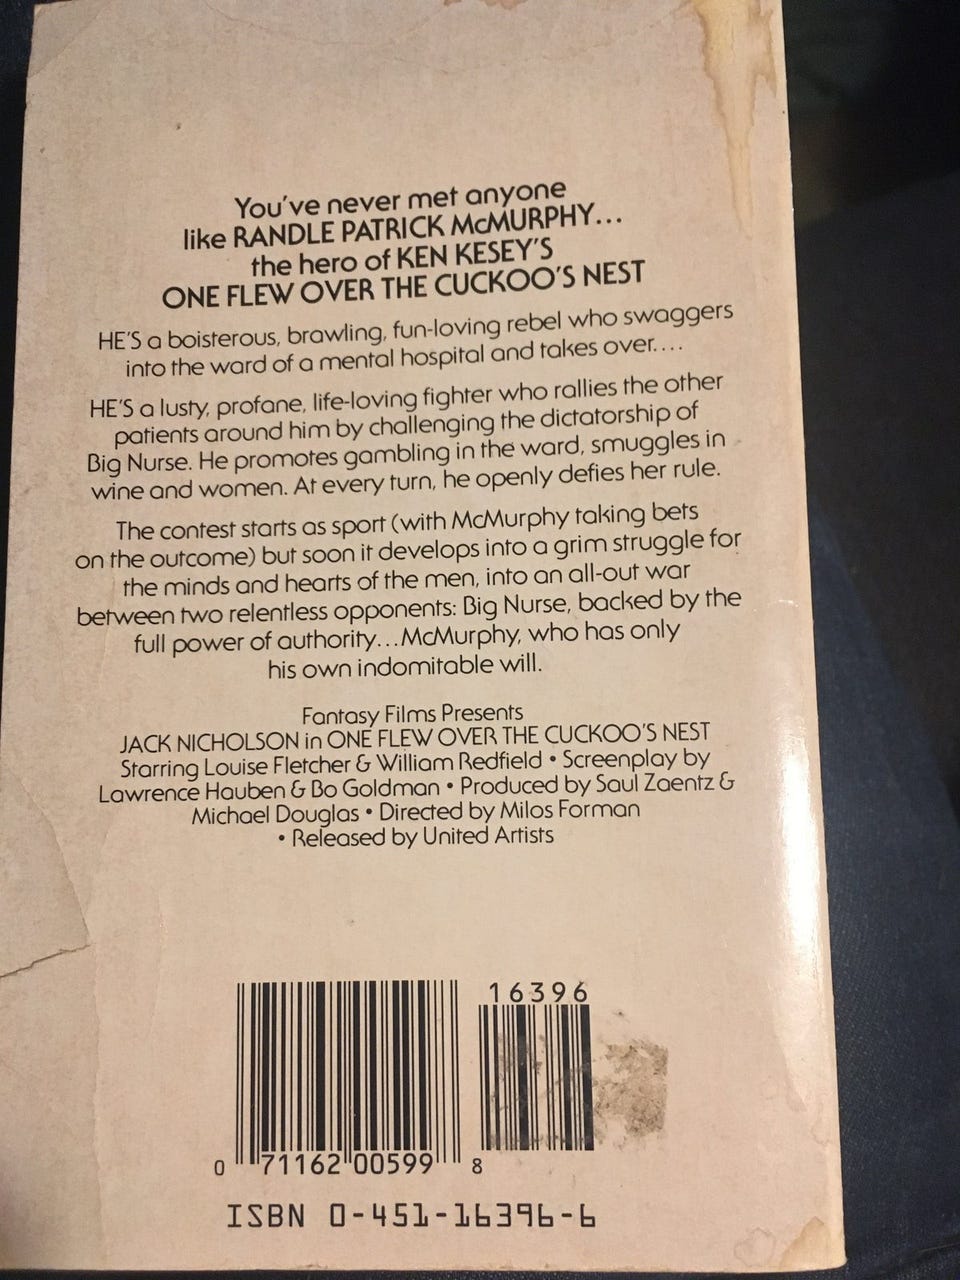 You've never met anyone
like RANDLE PATRICK McMURPHY...
the hero of KEN KESEY'S
ONE FLEW OVER THE CUCKOO'S NEST
HE'S a boisterous, brawling, fun-loving rebel who swaggers
into the ward of a mental hospital and takes over....
HE'S a lusty, profane, life-loving fighter who rallies the other
patients around him by challenging the dictatorship of
Big Nurse. He promotes gambling in the ward, smuggles in
wine and women. At every turn, he openly defies her rule.
The contest starts as sport (with McMurphy taking bets
on the outcome) but soon it develops into a grim struggle for
the minds and hearts of the men, into an all-out war
between two relentless opponents: Big Nurse, backed by the
full power of authority...McMurphy, who has only
his own indomitable will.
Fantasy Films Presents
JACK NICHOLSON in ONE FLEW OVER THE CUCKOO'S NEST
Starring Louise Fletcher & William Redfield • Screenplay by
Lawrence Hauben & Bo Goldman • Produced by Saul Zaentz &
Michael Douglas • Directed by Milos Forman
• Released by United Artists
16396
0 71162 00599 8
ISBN 0-451-16396-6